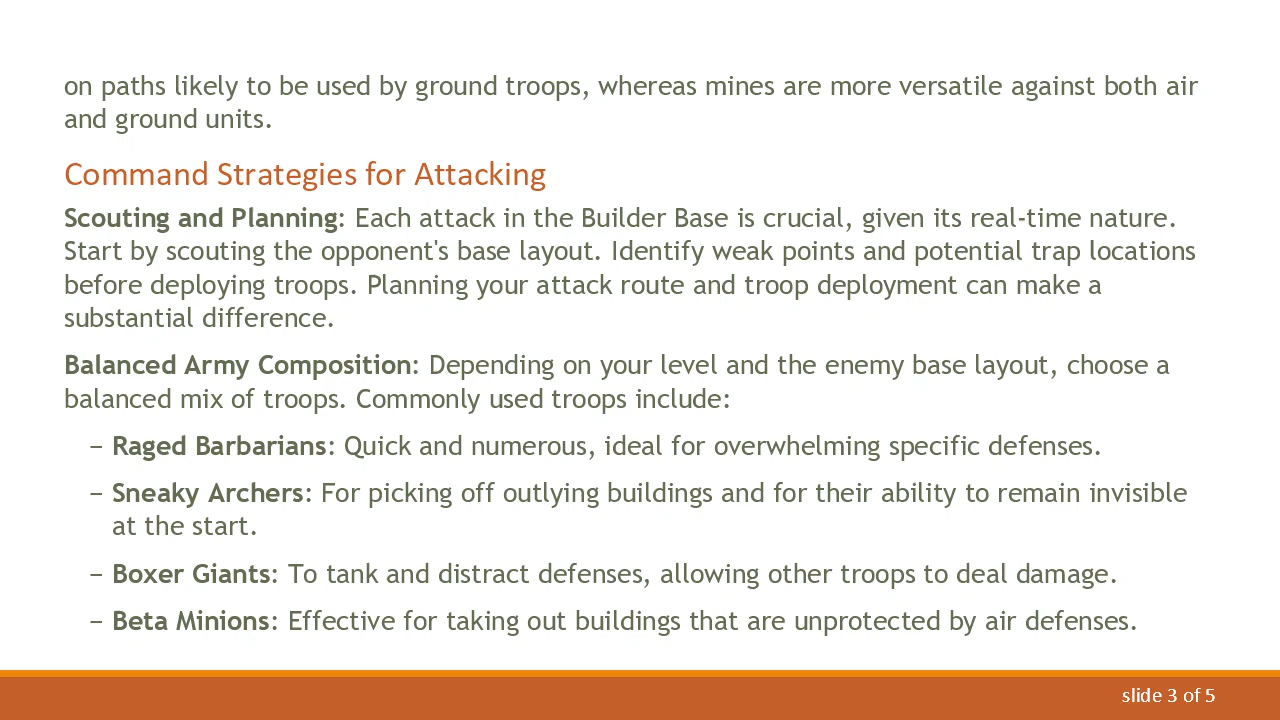 on paths likely to be used by ground troops, whereas mines are more versatile against both air
and ground units.
Command Strategies for Attacking
Scouting and Planning: Each attack in the Builder Base is crucial, given its real-time nature.
Start by scouting the opponent's base layout. Identify weak points and potential trap locations
before deploying troops. Planning your attack route and troop deployment can make a
substantial difference.
Balanced Army Composition: Depending on your level and the enemy base layout, choose a
balanced mix of troops. Commonly used troops include:
– Raged Barbarians: Quick and numerous, ideal for overwhelming specific defenses.
– Sneaky Archers: For picking off outlying buildings and for their ability to remain invisible
at the start.
– Boxer Giants: To tank and distract defenses, allowing other troops to deal damage.
– Beta Minions: Effective for taking out buildings that are unprotected by air defenses.
slide 3 of 5